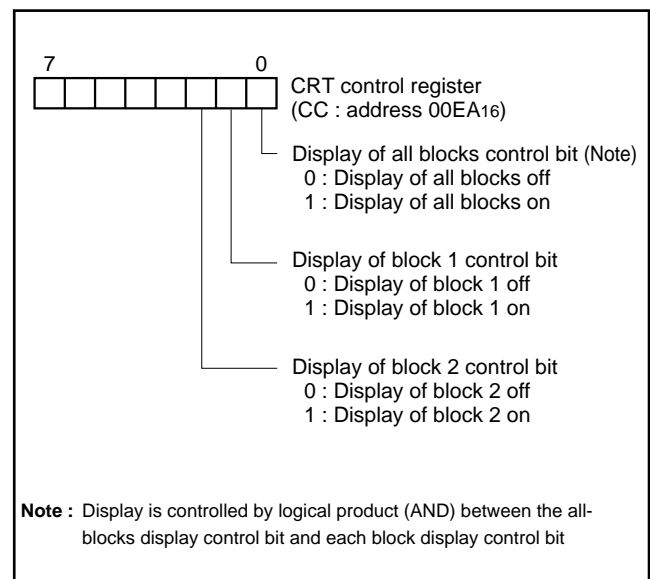 7 0
CRT control register
(CC : address 00EA16)
Display of all blocks control bit (Note)
0 : Display of all blocks off
1 : Display of all blocks on
Display of block 1 control bit
0 : Display of block 1 off
1 : Display of block 1 on
Display of block 2 control bit
0 : Display of block 2 off
1 : Display of block 2 on
Note : Display is controlled by logical product (AND) between the all-
blocks display control bit and each block display control bit